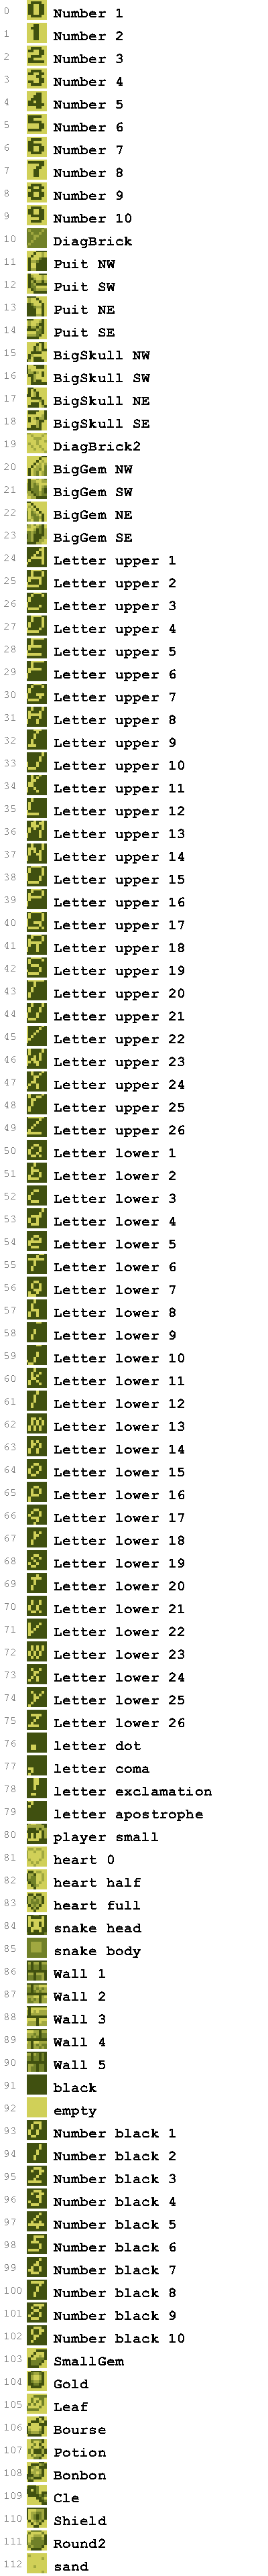 0 Number 1
1 Number 2
2 Number 3
3 Number 4
4 Number 5
5 Number 6
6 Number 7
7 Number 8
8 Number 9
9 Number 10
10 DiagBrick
11 Puit NW
12 Puit SW
13 Puit NE
14 Puit SE
15 BigSkull NW
16 BigSkull SW
17 BigSkull NE
18 BigSkull SE
19 DiagBrick2
20 BigGem NW
21 BigGem SW
22 BigGem NE
23 BigGem SE
24 Letter upper 1
25 Letter upper 2
26 Letter upper 3
27 Letter upper 4
28 Letter upper 5
29 Letter upper 6
30 Letter upper 7
31 Letter upper 8
32 Letter upper 9
33 Letter upper 10
34 Letter upper 11
35 Letter upper 12
36 Letter upper 13
37 Letter upper 14
38 Letter upper 15
39 Letter upper 16
40 Letter upper 17
41 Letter upper 18
42 Letter upper 19
43 Letter upper 20
44 Letter upper 21
45 Letter upper 22
46 Letter upper 23
47 Letter upper 24
48 Letter upper 25
49 Letter upper 26
50 Letter lower 1
51 Letter lower 2
52 Letter lower 3
53 Letter lower 4
54 Letter lower 5
55 Letter lower 6
56 Letter lower 7
57 Letter lower 8
58 Letter lower 9
59 Letter lower 10
60 Letter lower 11
61 Letter lower 12
62 Letter lower 13
63 Letter lower 14
64 Letter lower 15
65 Letter lower 16
66 Letter lower 17
67 Letter lower 18
68 Letter lower 19
69 Letter lower 20
70 Letter lower 21
71 Letter lower 22
72 Letter lower 23
73 Letter lower 24
74 Letter lower 25
75 Letter lower 26
76 letter dot
77 letter coma
78 letter exclamation
79 letter apostrophe
80 player small
81 heart 0
82 heart half
83 heart full
84 snake head
85 snake body
86 Wall 1
87 Wall 2
88 Wall 3
89 Wall 4
90 Wall 5
91 black
92 empty
93 Number black 1
94 Number black 2
95 Number black 3
96 Number black 4
97 Number black 5
98 Number black 6
99 Number black 7
100 Number black 8
101 Number black 9
102 Number black 10
103 SmallGem
104 Gold
105 Leaf
106 Bourse
107 Potion
108 Bonbon
109 Cle
110 Shield
111 Round2
112 sand